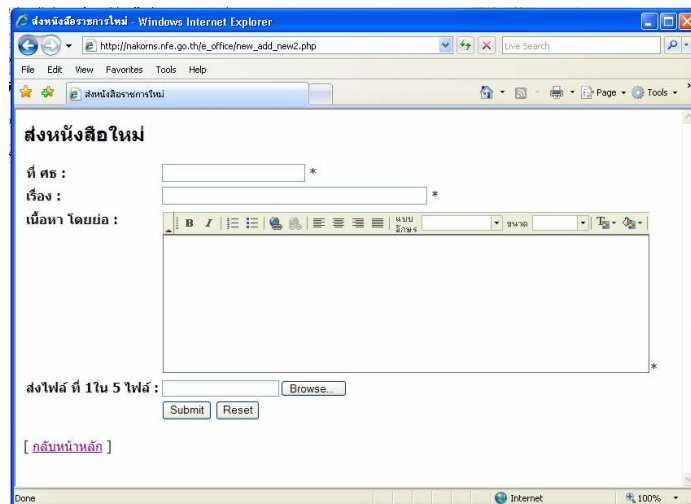 ส่งหนังสือราชการใหม่ - Windows Internet Explorer
http://nakorns.nfe.go.th/e_office/new_add_new2.php
Live Search
File Edit View Favorites Tools Help
ส่งหนังสือราชการใหม่
Page Tools
ส่งหนังสือใหม่
ที่ ศธ : *
เรื่อง : *
เนื้อหา โดยย่อ :
B I แบบอักษร ขนาด
*
ส่งไฟล์ ที่ 1ใน 5 ไฟล์ : Browse...
Submit Reset
[ กลับหน้าหลัก ]
Done Internet 100%